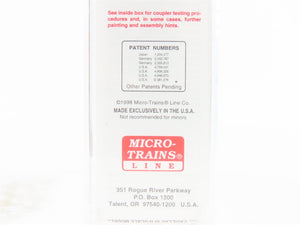 See inside box for coupler testing pro-
cedures and, in some cases, further
painting and assembly hints.
PATENT NUMBERS
Japan
Germany
Germany
U.S.A.
U.S.A.
U.S.A.
U.S.A.
Other Patents Pending
©1996 Micro-Trains® Line Co.
MADE EXCLUSIVELY IN THE U.S.A.
Not recommended for minors
MICRO-
TRAINS®
LINE
351 Rogue River Parkway
P.O. Box 1200
Talent, OR 97540-1200 U.S.A.